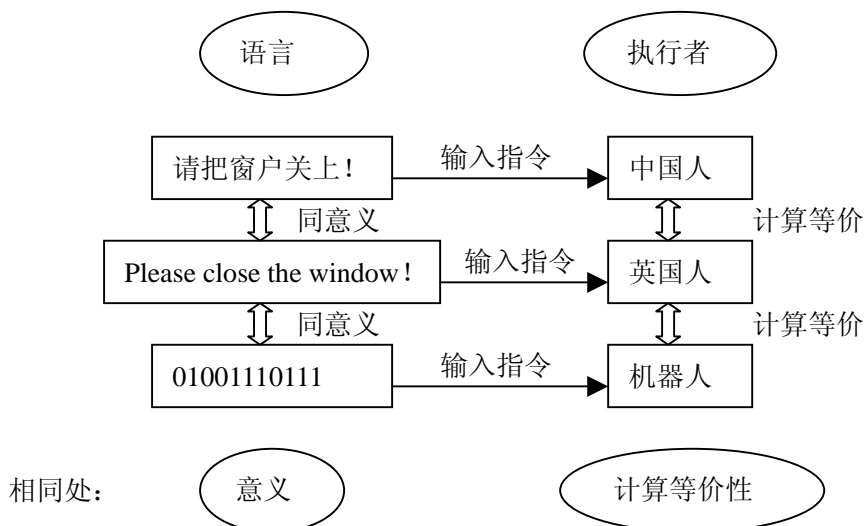 语言 执行者
请把窗户关上! 输入指令 中国人
同意义 计算等价
Please close the window! 输入指令 英国人
同意义 计算等价
01001110111 输入指令 机器人
相同处: 意义 计算等价性